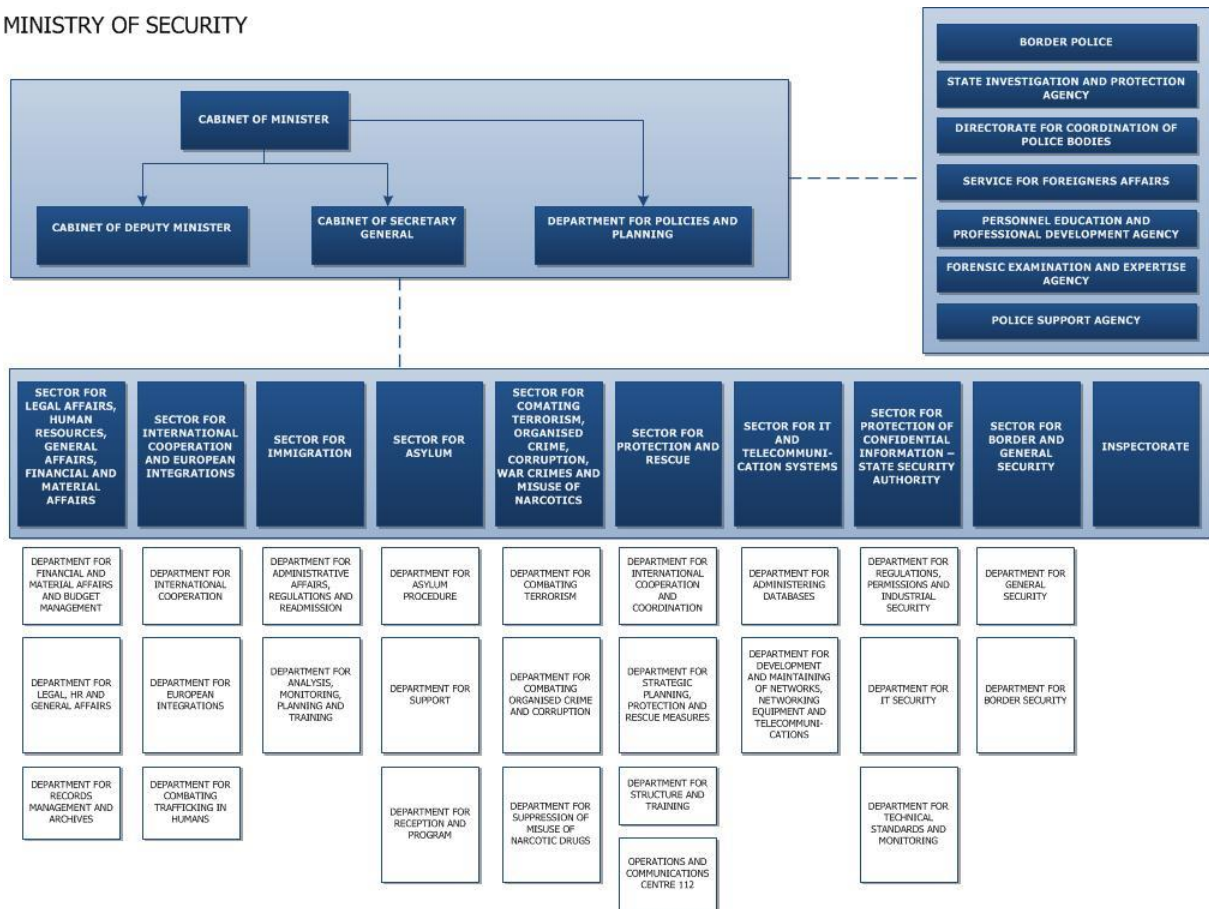 MINISTRY OF SECURITY
CABINET OF MINISTER
CABINET OF DEPUTY MINISTER
CABINET OF SECRETARY
GENERAL
DEPARTMENT FOR POLICIES AND
PLANNING
BORDER POLICE
STATE INVESTIGATION AND PROTECTION
AGENCY
DIRECTORATE FOR COORDINATION OF
POLICE BODIES
SERVICE FOR FOREIGNERS AFFAIRS
PERSONNEL EDUCATION AND
PROFESSIONAL DEVELOPMENT AGENCY
FORENSIC EXAMINATION AND EXPERTISE
AGENCY
POLICE SUPPORT AGENCY
SECTOR FOR
LEGAL AFFAIRS,
HUMAN
RESOURCES,
GENERAL
AFFAIRS,
FINANCIAL AND
MATERIAL
AFFAIRS
SECTOR FOR
INTERNATIONAL
COOPERATION
AND EUROPEAN
INTEGRATIONS
SECTOR FOR
IMMIGRATION
SECTOR FOR
ASYLUM
SECTOR FOR
COMATING
TERRORISM,
ORGANISED
CRIME,
CORRUPTION,
WAR CRIMES AND
MISUSE OF
NARCOTICS
SECTOR FOR
PROTECTION AND
RESCUE
SECTOR FOR IT
AND
TELECOMMUNI-
CATION SYSTEMS
SECTOR FOR
PROTECTION OF
CONFIDENTIAL
INFORMATION –
STATE SECURITY
AUTHORITY
SECTOR FOR
BORDER AND
GENERAL
SECURITY
INSPECTORATE
DEPARTMENT FOR
FINANCIAL AND
MATERIAL AFFAIRS
AND BUDGET
MANAGEMENT
DEPARTMENT FOR
INTERNATIONAL
COOPERATION
DEPARTMENT FOR
ADMINISTRATIVE
AFFAIRS,
REGULATIONS AND
READMISSION
DEPARTMENT FOR
ASYLUM
PROCEDURE
DEPARTMENT FOR
COMBATING
TERRORISM
DEPARTMENT FOR
INTERNATIONAL
COOPERATION
AND
COORDINATION
DEPARTMENT FOR
ADMINISTERING
DATABASES
DEPARTMENT FOR
REGULATIONS,
PERMISSIONS AND
INDUSTRIAL
SECURITY
DEPARTMENT FOR
GENERAL
SECURITY
DEPARTMENT FOR
LEGAL, HR AND
GENERAL AFFAIRS
DEPARTMENT FOR
EUROPEAN
INTEGRATIONS
DEPARTMENT FOR
ANALYSIS,
MONITORING,
PLANNING AND
TRAINING
DEPARTMENT FOR
SUPPORT
DEPARTMENT FOR
COMBATING
ORGANISED CRIME
AND CORRUPTION
DEPARTMENT FOR
STRATEGIC
PLANNING,
PROTECTION AND
RESCUE MEASURES
DEPARTMENT FOR
DEVELOPMENT
AND MAINTAINING
OF NETWORKS,
NETWORKING
EQUIPMENT AND
TELECOMMUNI-
CATIONS
DEPARTMENT FOR
IT SECURITY
DEPARTMENT FOR
BORDER SECURITY
DEPARTMENT FOR
RECORDS
MANAGEMENT AND
ARCHIVES
DEPARTMENT FOR
COMBATING
TRAFFICKING IN
HUMANS
DEPARTMENT FOR
RECEPTION AND
PROGRAM
DEPARTMENT FOR
SUPPRESSION OF
MISUSE OF
NARCOTIC DRUGS
DEPARTMENT FOR
STRUCTURE AND
TRAINING
DEPARTMENT FOR
TECHNICAL
STANDARDS AND
MONITORING
OPERATIONS AND
COMMUNICATIONS
CENTRE 112